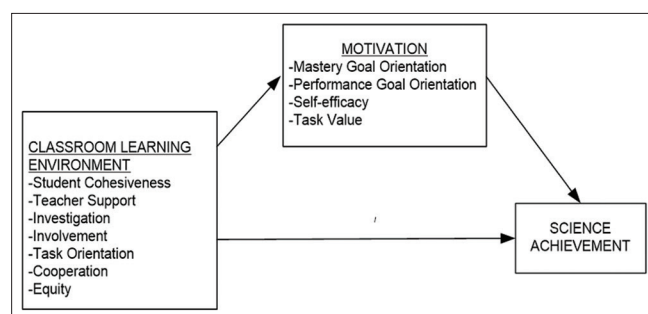 MOTIVATION
-Mastery Goal Orientation
-Performance Goal Orientation
-Self-efficacy
-Task Value
CLASSROOM LEARNING
ENVIRONMENT
-Student Cohesiveness
-Teacher Support
-Investigation
-Involvement
-Task Orientation
-Cooperation
-Equity
SCIENCE
ACHIEVEMENT